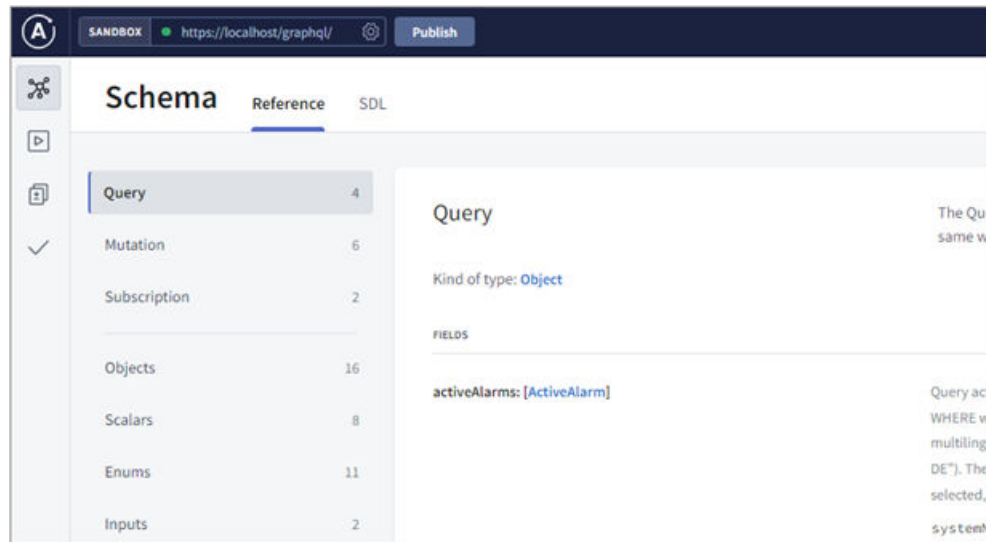 SANDBOX https://localhost/graphql/ Publish
Schema Reference SDL
Query 4
Mutation 6
Subscription 2
Objects 16
Scalars 8
Enums 11
Inputs 2
Query
The Qu
same w
Kind of type: Object
FIELDS
activeAlarms: [ActiveAlarm]
Query ac
WHERE w
multiling
DE"). The
selected,
system